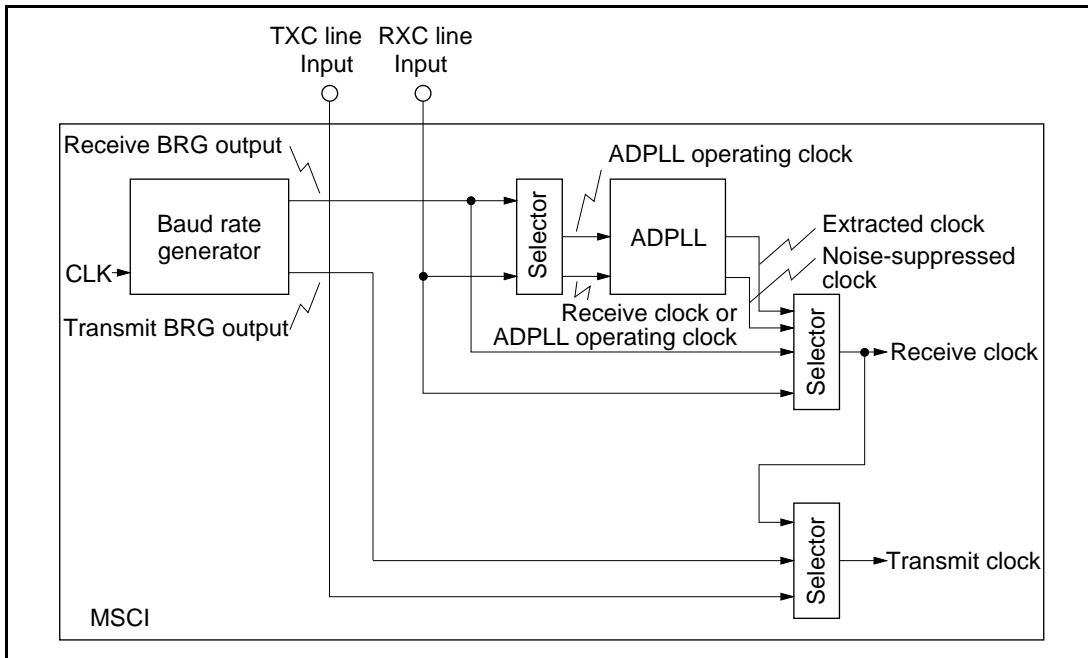 TXC line
Input
RXC line
Input
Receive BRG output
ADPLL operating clock
Baud rate
generator
Selector
ADPLL
Extracted clock
Noise-suppressed
clock
CLK
Transmit BRG output
Receive clock or
ADPLL operating clock
Selector
Receive clock
Selector
Transmit clock
MSCI